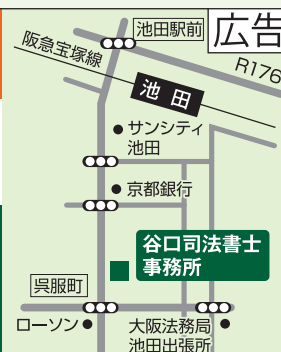 池田駅前
広告
阪急宝塚線
R176
池田
サンシティ
池田
京都銀行
谷口司法書士
事務所
呉服町
ローソン
大阪法務局
池田出張所